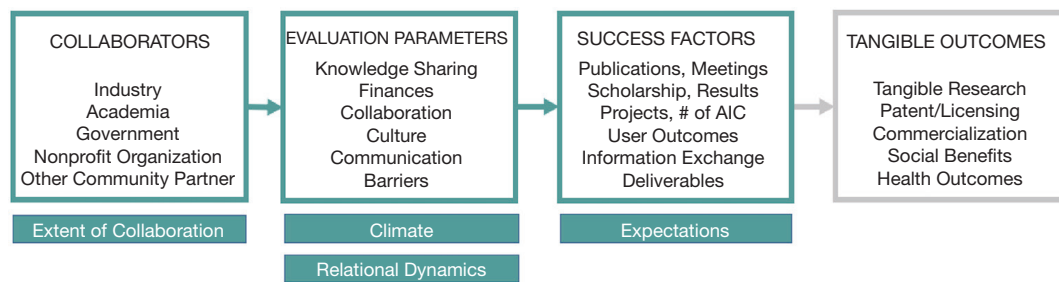 COLLABORATORS
Industry
Academia
Government
Nonprofit Organization
Other Community Partner
Extent of Collaboration
EVALUATION PARAMETERS
Knowledge Sharing
Finances
Collaboration
Culture
Communication
Barriers
Climate
Relational Dynamics
SUCCESS FACTORS
Publications, Meetings
Scholarship, Results
Projects, # of AIC
User Outcomes
Information Exchange
Deliverables
Expectations
TANGIBLE OUTCOMES
Tangible Research
Patent/Licensing
Commercialization
Social Benefits
Health Outcomes